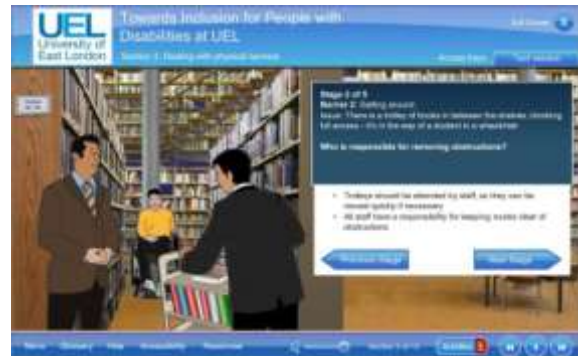 UEL
University of
East London
Towards Inclusion for People with
Disabilities at UEL
Section 3: Dealing with physical barriers
Stage 2 of 5
Barrier 2: Getting around
Issue: There is a trolley of books in between the shelves, blocking
full access - it's in the way of a student in a wheelchair
Who is responsible for removing obstructions?
• Trolleys should be attended by staff, so they can be
moved quickly if necessary
• All staff have a responsibility for keeping routes clear of
obstructions
Previous Stage
Next Stage
Glossary
Help
Accessibility
Resources